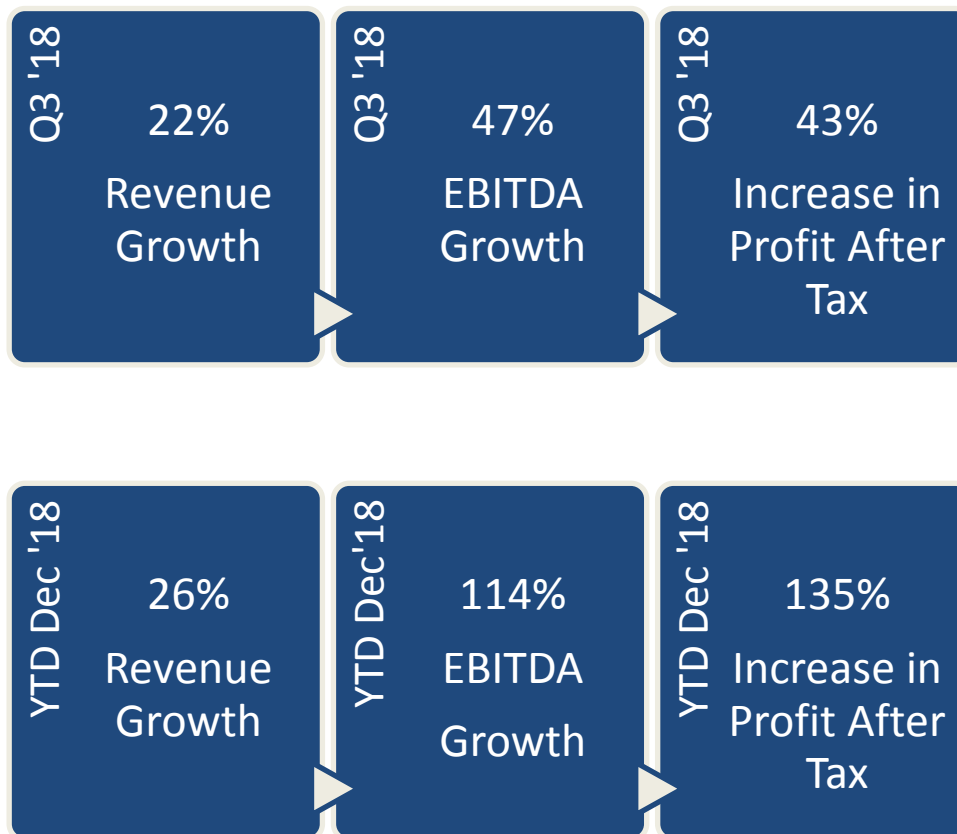 Q3 '18
22%
Revenue
Growth
Q3 '18
47%
EBITDA
Growth
Q3 '18
43%
Increase in
Profit After
Tax
YTD Dec '18
26%
Revenue
Growth
YTD Dec'18
114%
EBITDA
Growth
YTD Dec '18
135%
Increase in
Profit After
Tax